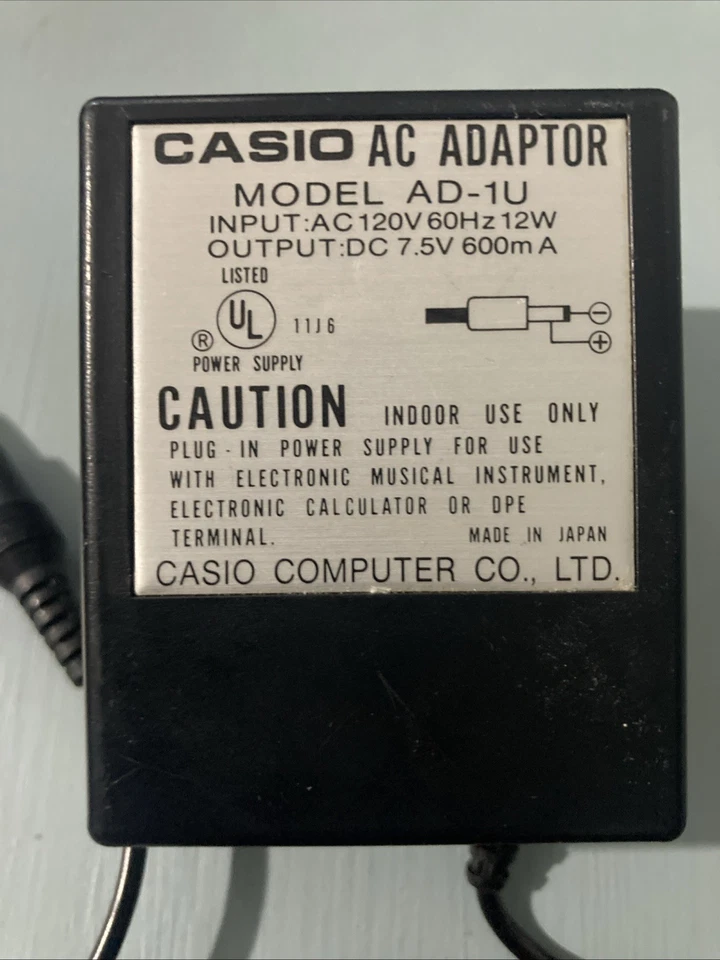 CASIO AC ADAPTOR
MODEL AD-1U
INPUT:AC 120V 60Hz 12W
OUTPUT:DC 7.5V 600mA
LISTED
UL 11J6
®
POWER SUPPLY
− 
+
CAUTION INDOOR USE ONLY
PLUG-IN POWER SUPPLY FOR USE
WITH ELECTRONIC MUSICAL INSTRUMENT,
ELECTRONIC CALCULATOR OR DPE
TERMINAL. MADE IN JAPAN
CASIO COMPUTER CO., LTD.